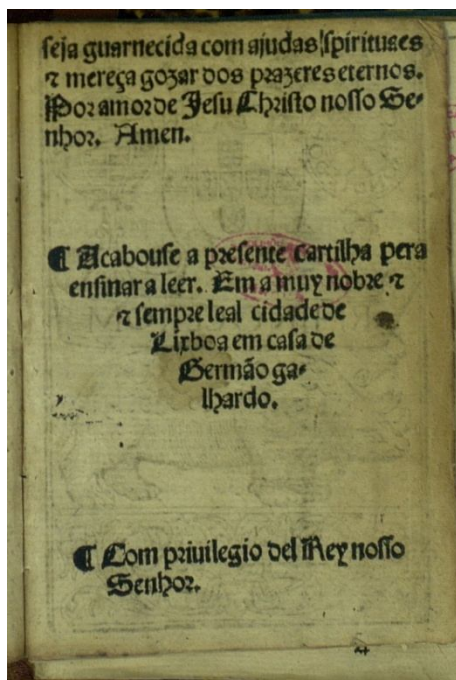 seja guarnecida com ajudas spirituaes
⁊ mereça gozar dos prazeres eternos.
Por amor de Jesu Christo nosso Se-
nhor. Amen.
¶ Acabouse a presente cartilha pera
ensinar a leer. Em a muy nobre ⁊
⁊ sempre leal cidade de
Lixboa em casa de
Germão ga-
lhardo.
¶ Com priuilegio del Rey nosso
Senhor.